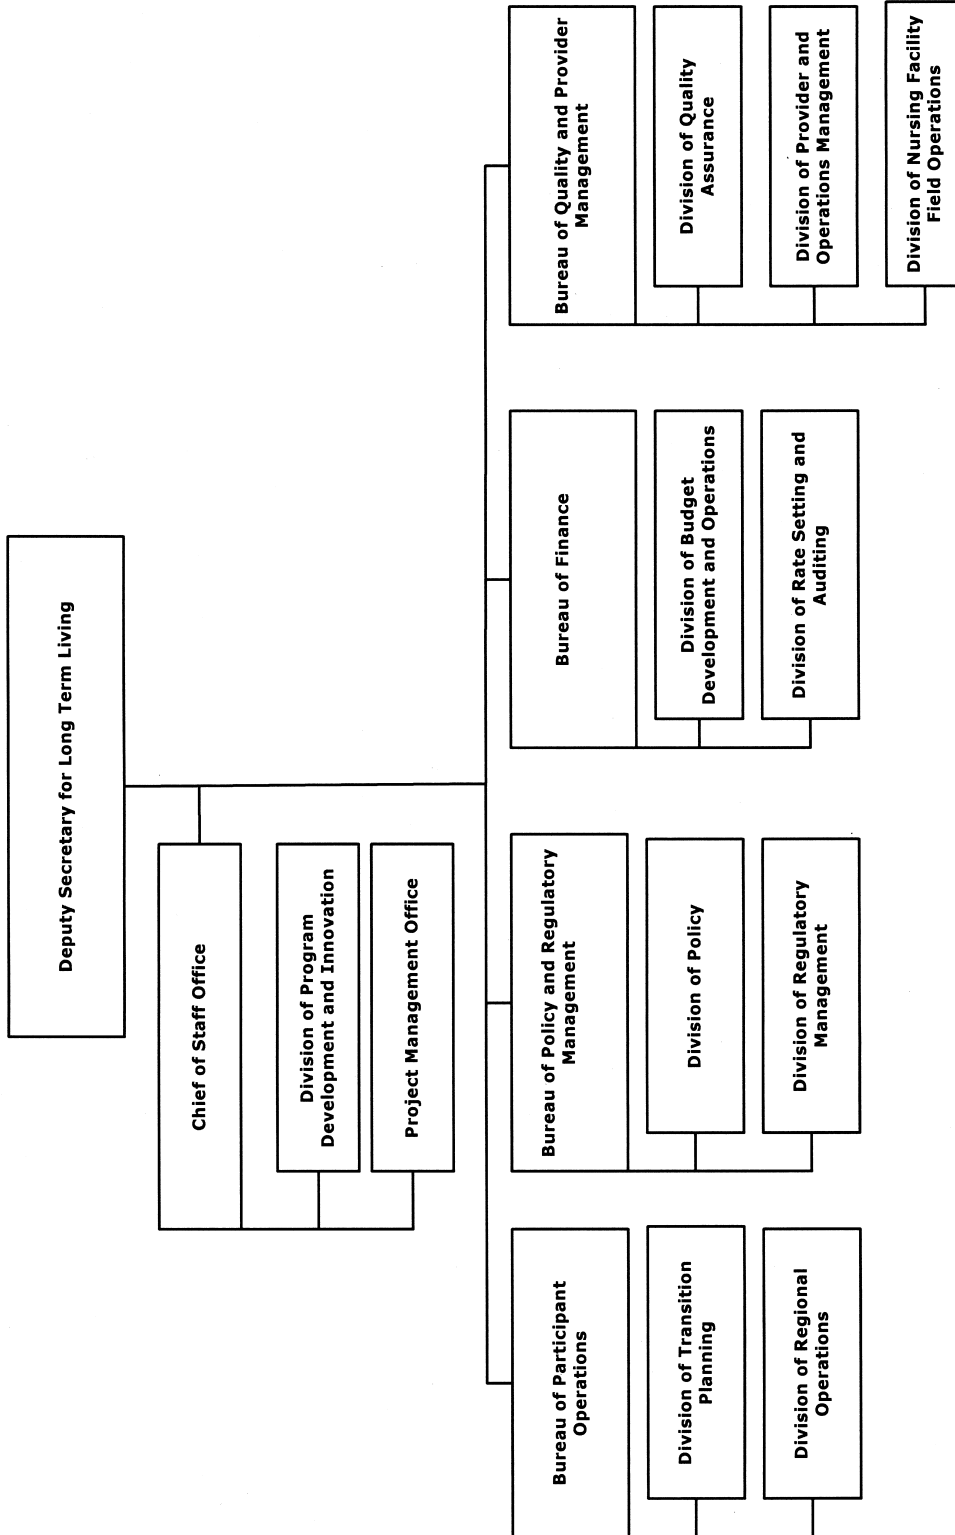 Deputy Secretary for Long Term Living
Chief of Staff Office
Division of Program
Development and Innovation
Project Management Office
Bureau of Participant
Operations
Division of Transition
Planning
Division of Regional
Operations
Bureau of Policy and Regulatory
Management
Division of Policy
Division of Regulatory
Management
Bureau of Finance
Division of Budget
Development and Operations
Division of Rate Setting and
Auditing
Bureau of Quality and Provider
Management
Division of Quality
Assurance
Division of Provider and
Operations Management
Division of Nursing Facility
Field Operations